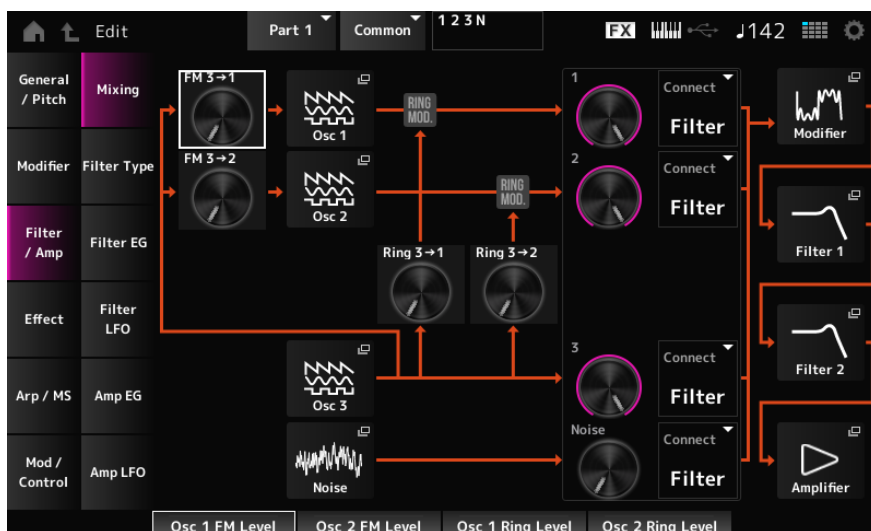 Edit
Part 1
Common
1 2 3 N
FX
♩142
General
/ Pitch
Modifier
Filter
/ Amp
Effect
Arp / MS
Mod /
Control
Mixing
Filter Type
Filter EG
Filter
LFO
Amp EG
Amp LFO
FM 3→1
Osc 1
RING
MOD.
1
Connect
Filter
Modifier
FM 3→2
Osc 2
RING
MOD.
2
Connect
Filter
Filter 1
Ring 3→1
Ring 3→2
Osc 3
3
Connect
Filter
Filter 2
Noise
Noise
Connect
Filter
Amplifier
Osc 1 FM Level
Osc 2 FM Level
Osc 1 Ring Level
Osc 2 Ring Level